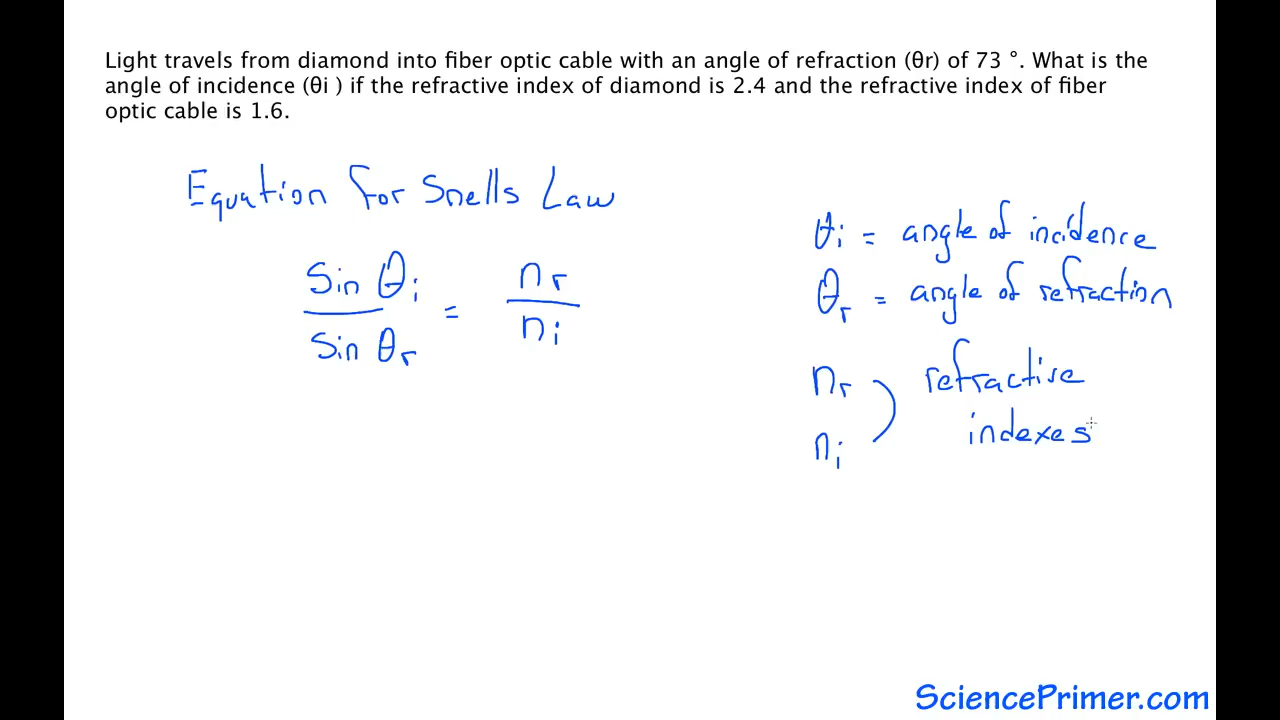 Light travels from diamond into fiber optic cable with an angle of refraction (θr) of 73 °. What is the
angle of incidence (θi ) if the refractive index of diamond is 2.4 and the refractive index of fiber
optic cable is 1.6.
Equation for Snells Law
sin θi / sin θr = nr / ni
θi = angle of incidence
θr = angle of refraction
nr
ni
) refractive
indexes
SciencePrimer.com